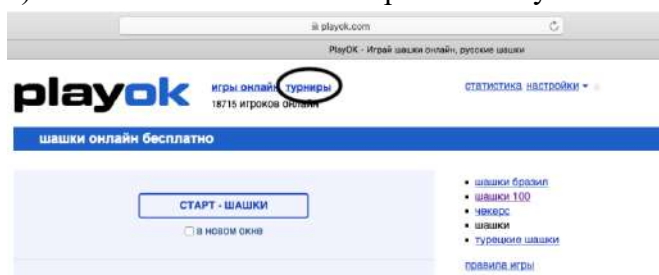 playok.com
PlayOK - Играй шашки онлайн, русские шашки
playok
игры онлайн турниры
18715 игроков онлайн
статистика настройки
шашки онлайн бесплатно
СТАРТ - ШАШКИ
в новом окне
шашки бразил
шашки 100
чекерс
шашки
турецкие шашки
правила игры